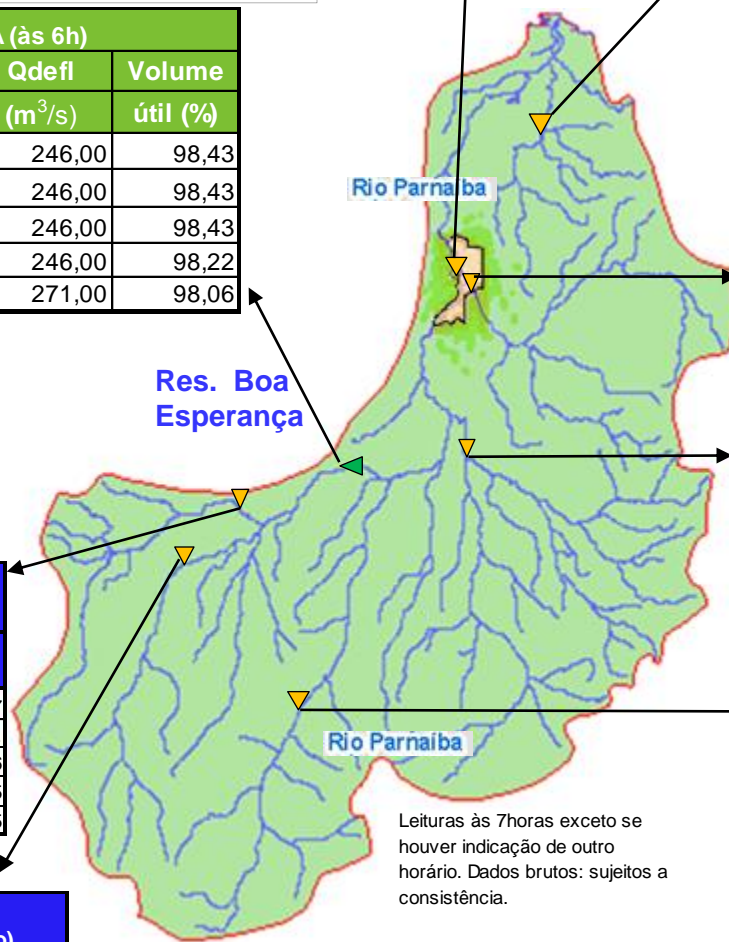 (às 6h)
Qdefl Volume
(m³/s) útil (%)
246,00 98,43
246,00 98,43
246,00 98,43
246,00 98,22
271,00 98,06
Rio Parnaíba
Res. Boa
Esperança
Rio Parnaíba
Leituras às 7horas exceto se
houver indicação de outro
horário. Dados brutos: sujeitos a
consistência.